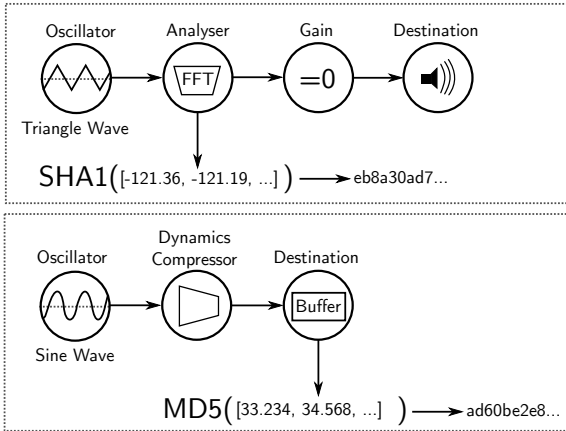 Oscillator Analyser Gain Destination
FFT =0
Triangle Wave
SHA1([-121.36, -121.19, ...]) eb8a30ad7...
Dynamics
Oscillator Compressor Destination
Buffer
Sine Wave
MD5([33.234, 34.568, ...] ) ad60be2e8...